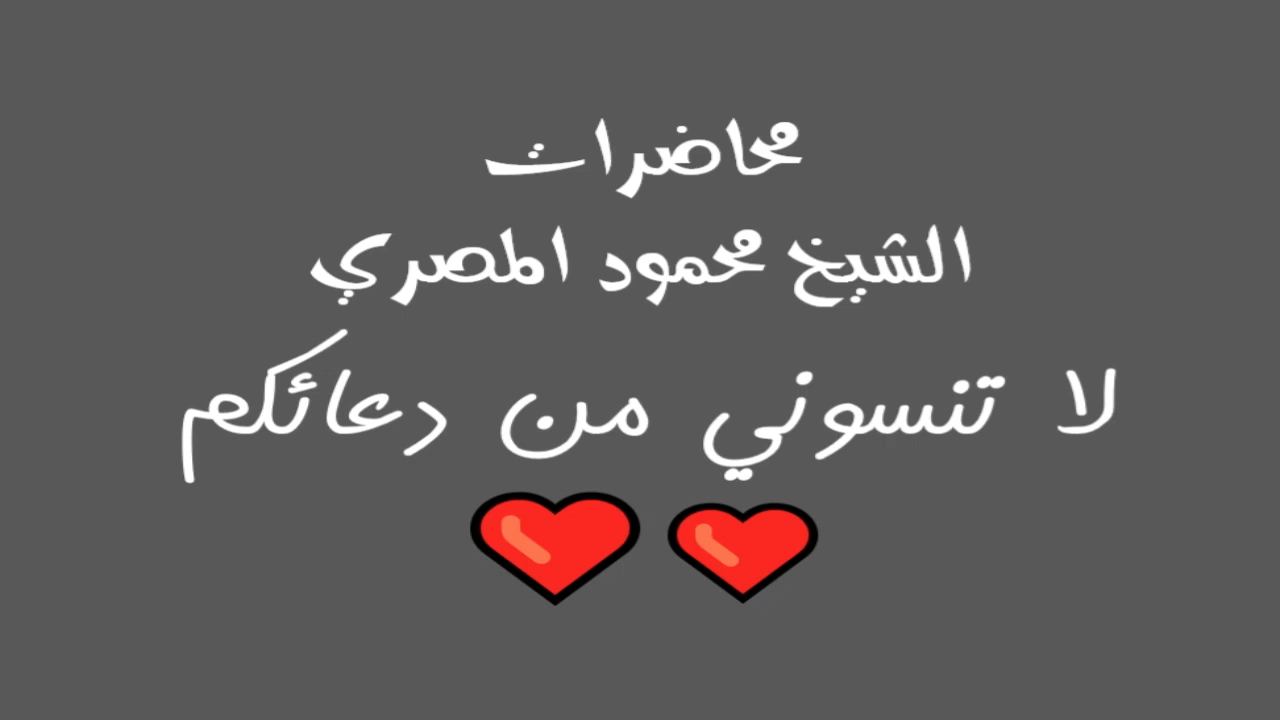 محاضرات
الشيخ محمود المصري
لا تنسوني من دعائكم